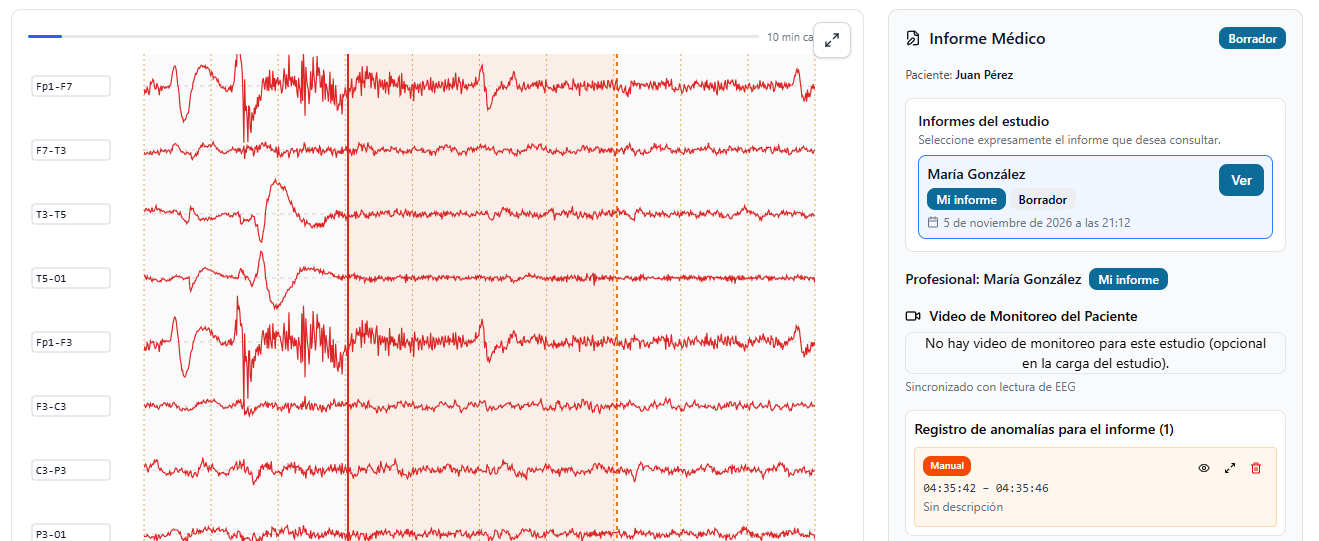 10 min ca
Fp1-F7
F7-T3
T3-T5
T5-O1
Fp1-F3
F3-C3
C3-P3
P3-O1
Informe Médico
Borrador
Paciente: Juan Pérez
Informes del estudio
Seleccione expresamente el informe que desea consultar.
María González
Ver
Mi informe
Borrador
5 de noviembre de 2026 a las 21:12
Profesional: María González
Mi informe
Video de Monitoreo del Paciente
No hay video de monitoreo para este estudio (opcional
en la carga del estudio).
Sincronizado con lectura de EEG
Registro de anomalías para el informe (1)
Manual
04:35:42 – 04:35:46
Sin descripción